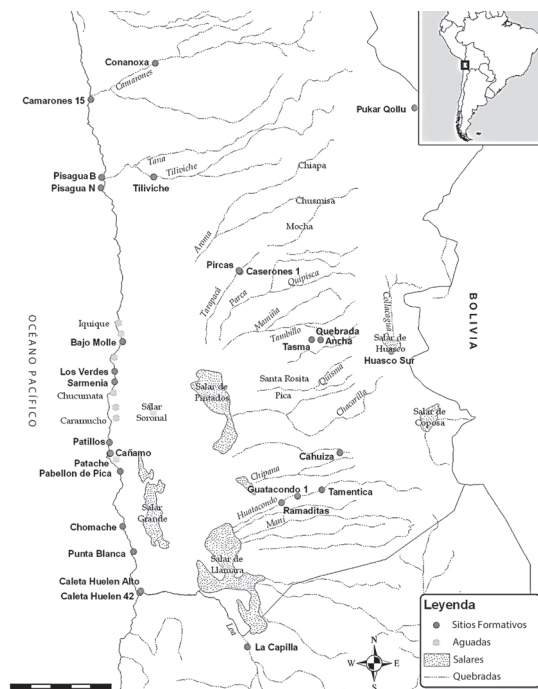 Conanoxa
Camarones
Camarones 15
Pukar Qollu
Tana
Tiliviche
Pisagua B
Pisagua N
Tiliviche
Chiapa
Chusmisa
Mocha
Aroma
Pircas
Caserones 1
Quipisca
Tarapacá
Parca
Mamiña
Collacagua
BOLIVIA
OCÉANO PACÍFICO
Iquique
Bajo Molle
Tambillo
Quebrada
Ancha
Tasma
Salar de
Huasco
Huasco Sur
Los Verdes
Sarmenia
Chucumata
Caramucho
Salar
Soronal
Salar de
Pintados
Santa Rosita
Pica
Quisma
Chacarilla
Salar de
Coposa
Patillos
Cáñamo
Patache
Pabellon de Pica
Cahuiza
Chipana
Guatacondo 1
Tamentica
Huatacondo
Ramaditas
Maní
Salar
Grande
Chomache
Punta Blanca
Salar de
Llamara
Caleta Huelen Alto
Caleta Huelen 42
Loa
La Capilla
N
W
E
S
Leyenda
Sitios Formativos
Aguadas
Salares
Quebradas